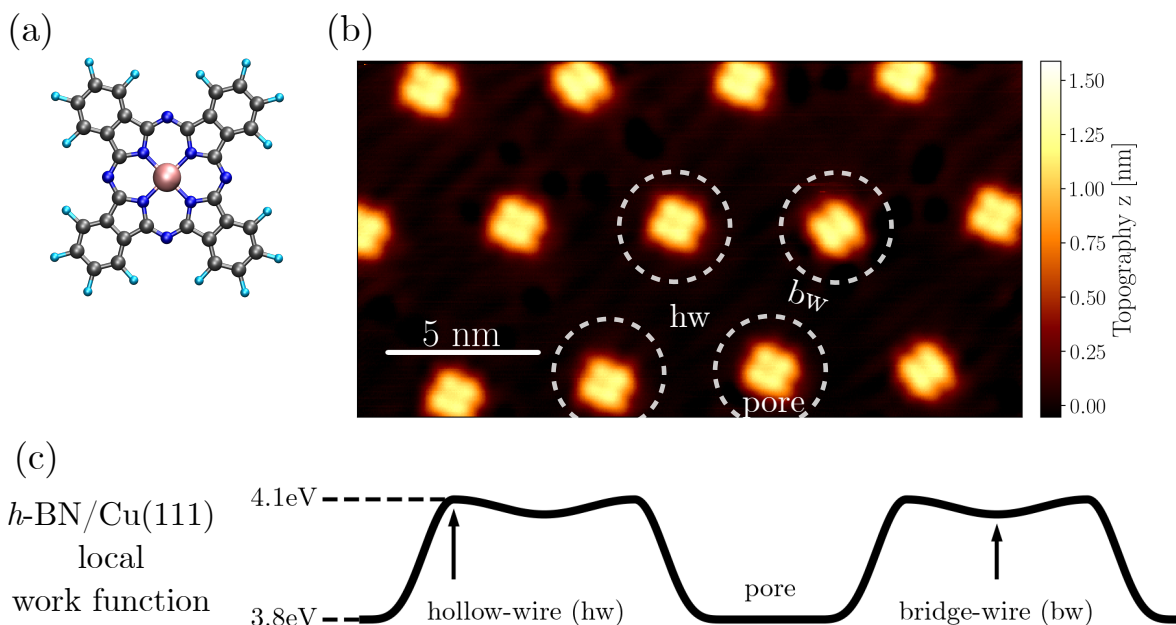 (a)
(b)
hw
bw
5 nm
pore
1.50
1.25
1.00
0.75
0.50
0.25
0.00
Topography z [nm]
(c)
h-BN/Cu(111)
local
work function
4.1eV
3.8eV
hollow-wire (hw)
pore
bridge-wire (bw)